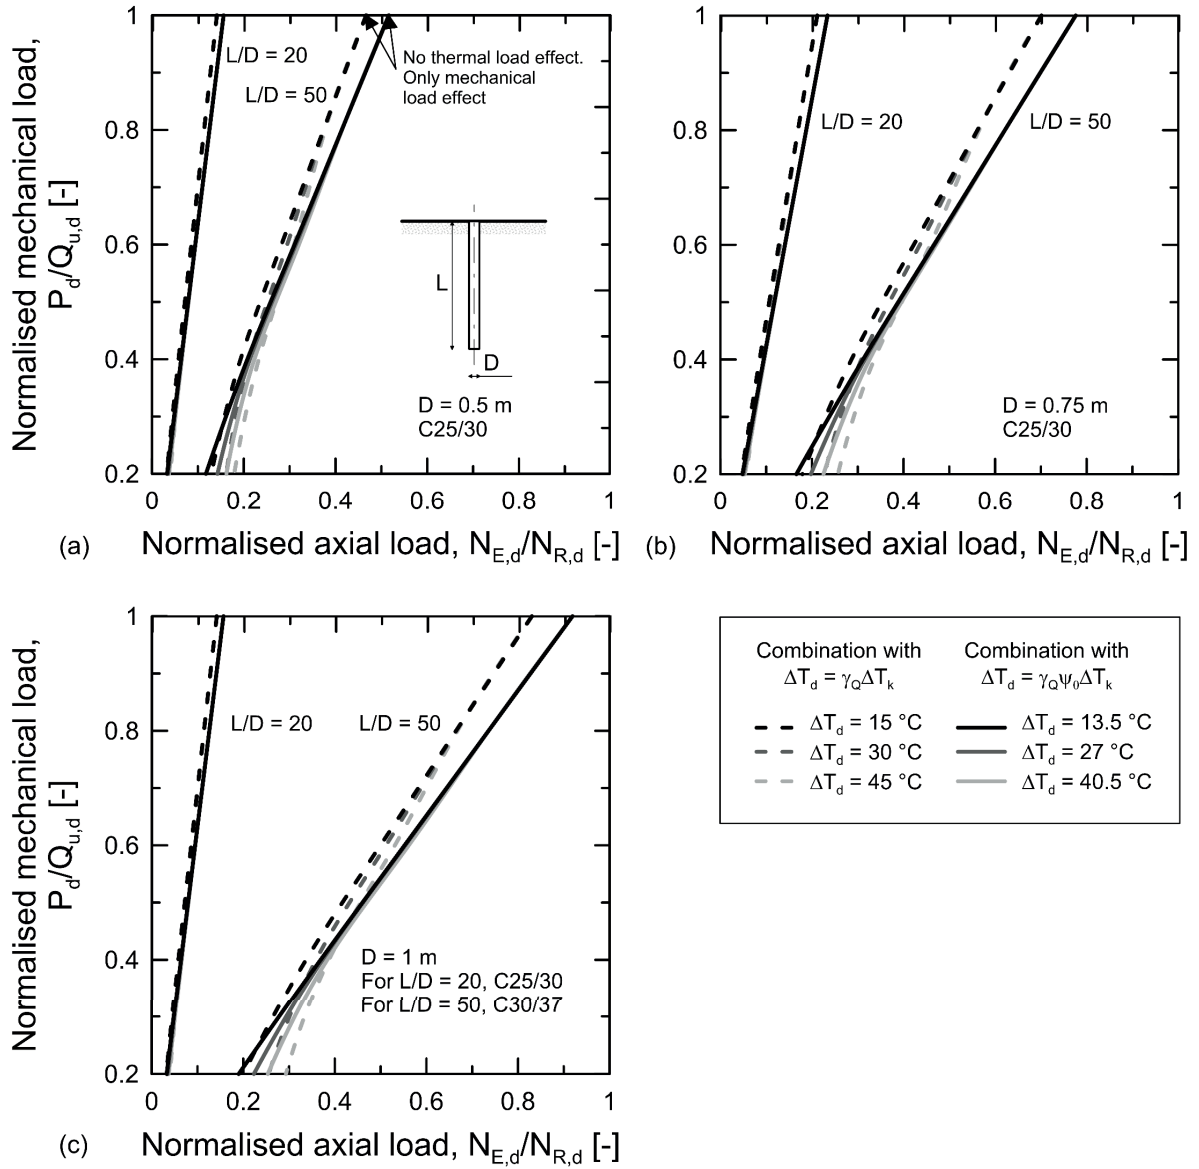 Normalised mechanical load,
P_d/Q_u,d [-]
1
0.8
0.6
0.4
0.2
0 0.2 0.4 0.6 0.8 1
L/D = 20
L/D = 50
No thermal load effect.
Only mechanical
load effect
L
D
D = 0.5 m
C25/30
(a) Normalised axial load, N_E,d/N_R,d [-]
Normalised mechanical load,
P_d/Q_u,d [-]
1
0.8
0.6
0.4
0.2
0 0.2 0.4 0.6 0.8 1
L/D = 20 L/D = 50
D = 0.75 m
C25/30
(b) Normalised axial load, N_E,d/N_R,d [-]
Normalised mechanical load,
P_d/Q_u,d [-]
1
0.8
0.6
0.4
0.2
0 0.2 0.4 0.6 0.8 1
L/D = 20 L/D = 50
D = 1 m
For L/D = 20, C25/30
For L/D = 50, C30/37
(c) Normalised axial load, N_E,d/N_R,d [-]
Combination with
ΔT_d = γ_QΔT_k
ΔT_d = 15 °C
ΔT_d = 30 °C
ΔT_d = 45 °C
Combination with
ΔT_d = γ_Qψ_0ΔT_k
ΔT_d = 13.5 °C
ΔT_d = 27 °C
ΔT_d = 40.5 °C